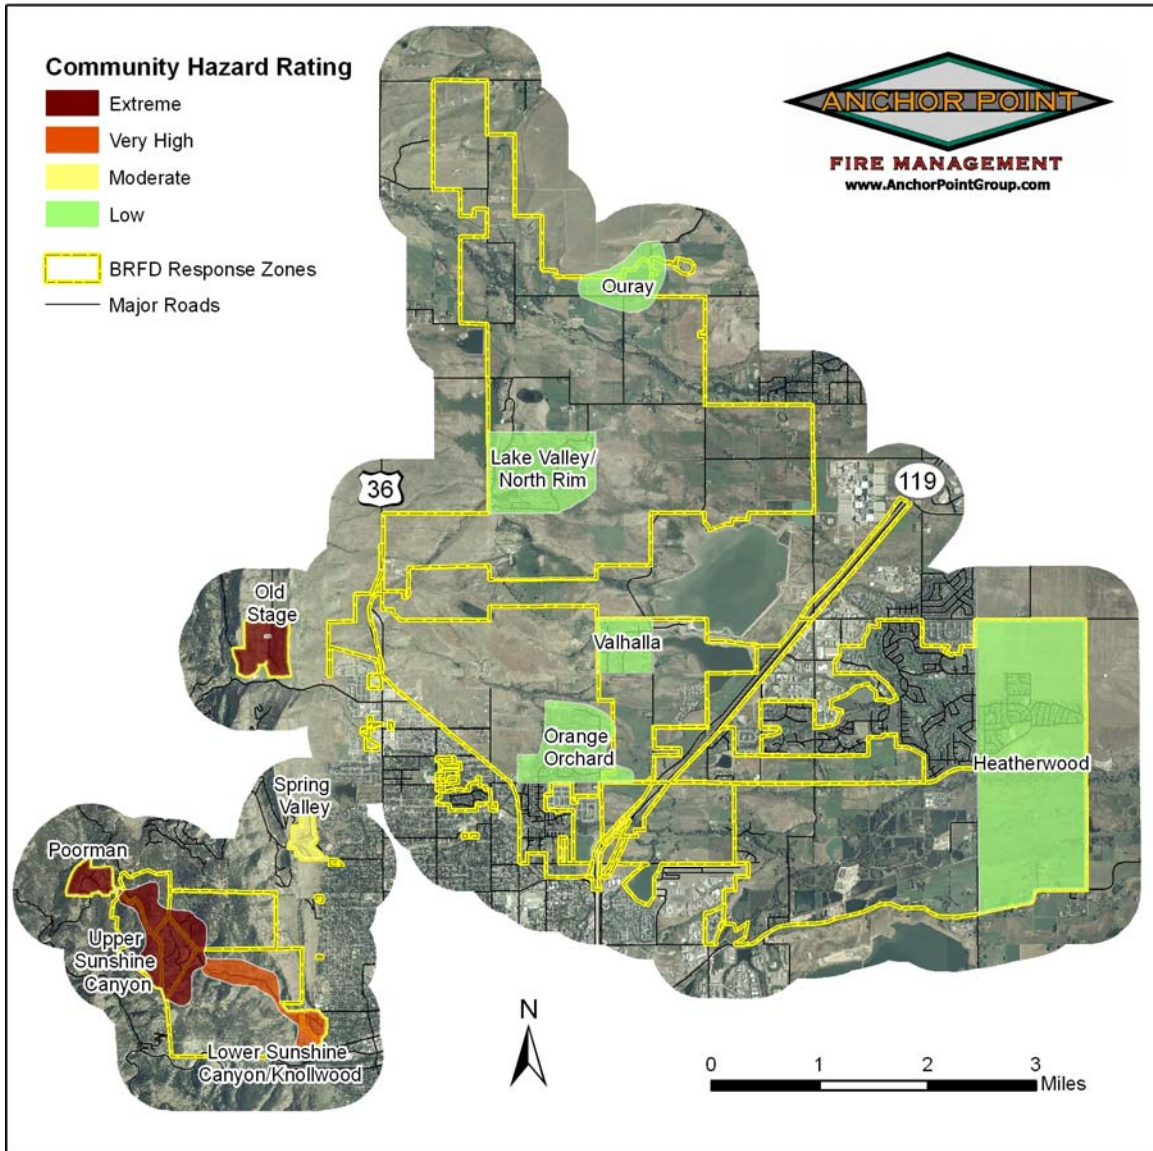 Community Hazard Rating
Extreme
Very High
Moderate
Low
BRFD Response Zones
Major Roads
ANCHOR POINT
FIRE MANAGEMENT
www.AnchorPointGroup.com
Ouray
Lake Valley/
North Rim
36
119
Old
Stage
Valhalla
Orange
Orchard
Heatherwood
Spring
Valley
Poorman
Upper
Sunshine
Canyon
Lower Sunshine
Canyon/Knollwood
N
0 1 2 3
Miles